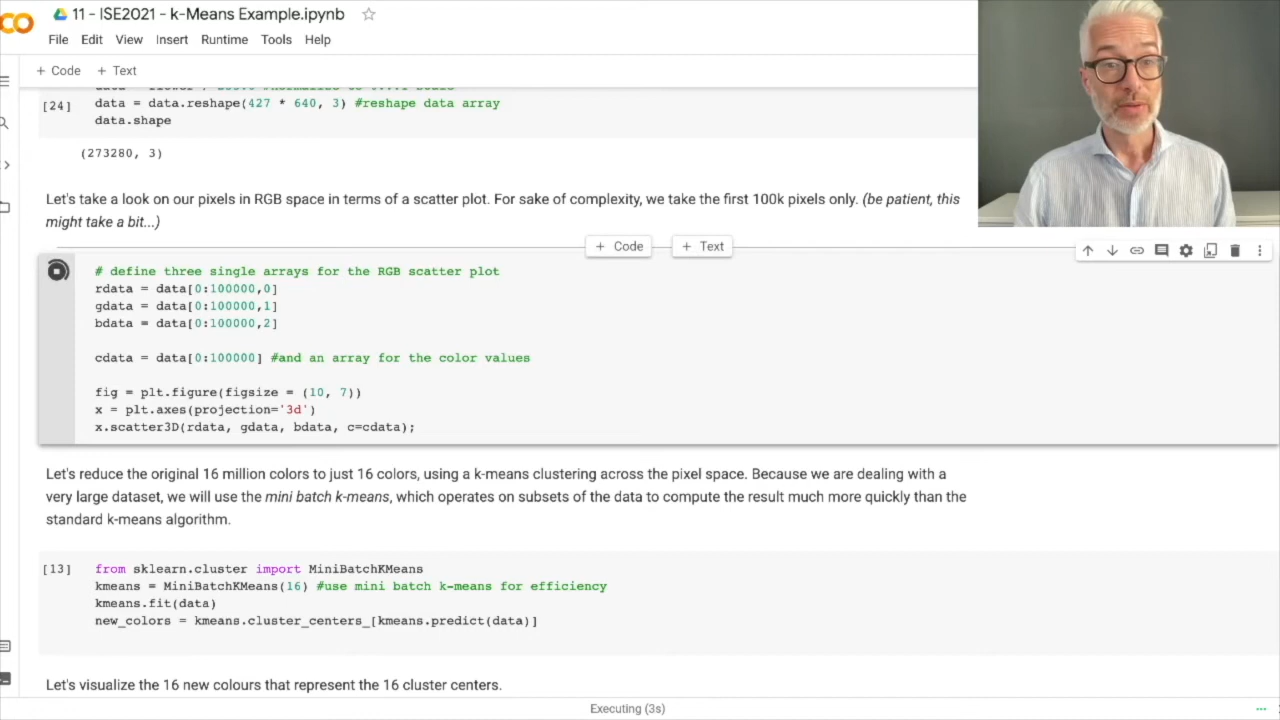 11 - ISE2021 - k-Means Example.ipynb
File Edit View Insert Runtime Tools Help
+ Code + Text
[24] data = data.reshape(427 * 640, 3) #reshape data array
data.shape
(273280, 3)
Let's take a look on our pixels in RGB space in terms of a scatter plot. For sake of complexity, we take the first 100k pixels only. (be patient, this
might take a bit...)
+ Code + Text
# define three single arrays for the RGB scatter plot
rdata = data[0:100000,0]
gdata = data[0:100000,1]
bdata = data[0:100000,2]
cdata = data[0:100000] #and an array for the color values
fig = plt.figure(figsize = (10, 7))
x = plt.axes(projection='3d')
x.scatter3D(rdata, gdata, bdata, c=cdata);
Let's reduce the original 16 million colors to just 16 colors, using a k-means clustering across the pixel space. Because we are dealing with a
very large dataset, we will use the mini batch k-means, which operates on subsets of the data to compute the result much more quickly than the
standard k-means algorithm.
[13] from sklearn.cluster import MiniBatchKMeans
kmeans = MiniBatchKMeans(16) #use mini batch k-means for efficiency
kmeans.fit(data)
new_colors = kmeans.cluster_centers_[kmeans.predict(data)]
Let's visualize the 16 new colours that represent the 16 cluster centers.
Executing (3s)